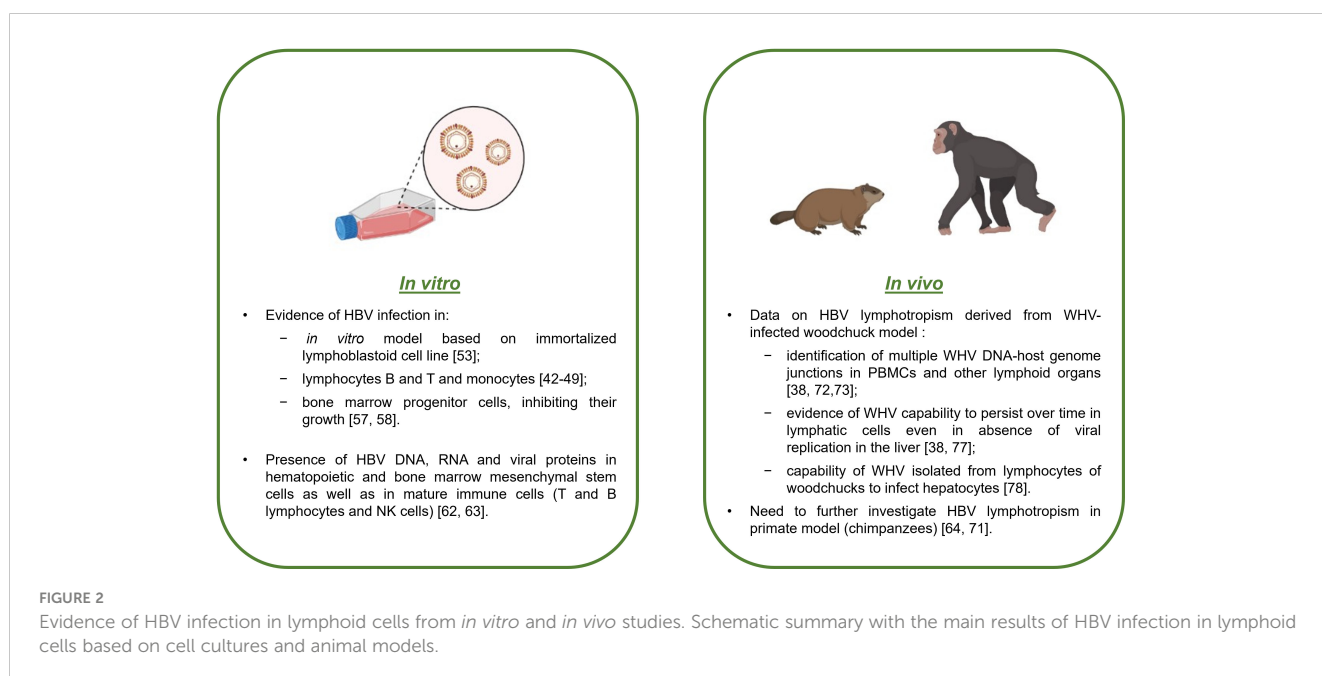 In vitro
• Evidence of HBV infection in:
− in vitro model based on immortalized
lymphoblastoid cell line [53];
− lymphocytes B and T and monocytes [42-49];
− bone marrow progenitor cells, inhibiting their
growth [57, 58].
• Presence of HBV DNA, RNA and viral proteins in
hematopoietic and bone marrow mesenchymal stem
cells as well as in mature immune cells (T and B
lymphocytes and NK cells) [62, 63].
In vivo
• Data on HBV lymphotropism derived from WHV-
infected woodchuck model :
− identification of multiple WHV DNA-host genome
junctions in PBMCs and other lymphoid organs
[38, 72,73];
− evidence of WHV capability to persist over time in
lymphatic cells even in absence of viral
replication in the liver [38, 77];
− capability of WHV isolated from lymphocytes of
woodchucks to infect hepatocytes [78].
• Need to further investigate HBV lymphotropism in
primate model (chimpanzees) [64, 71].
FIGURE 2
Evidence of HBV infection in lymphoid cells from in vitro and in vivo studies. Schematic summary with the main results of HBV infection in lymphoid
cells based on cell cultures and animal models.